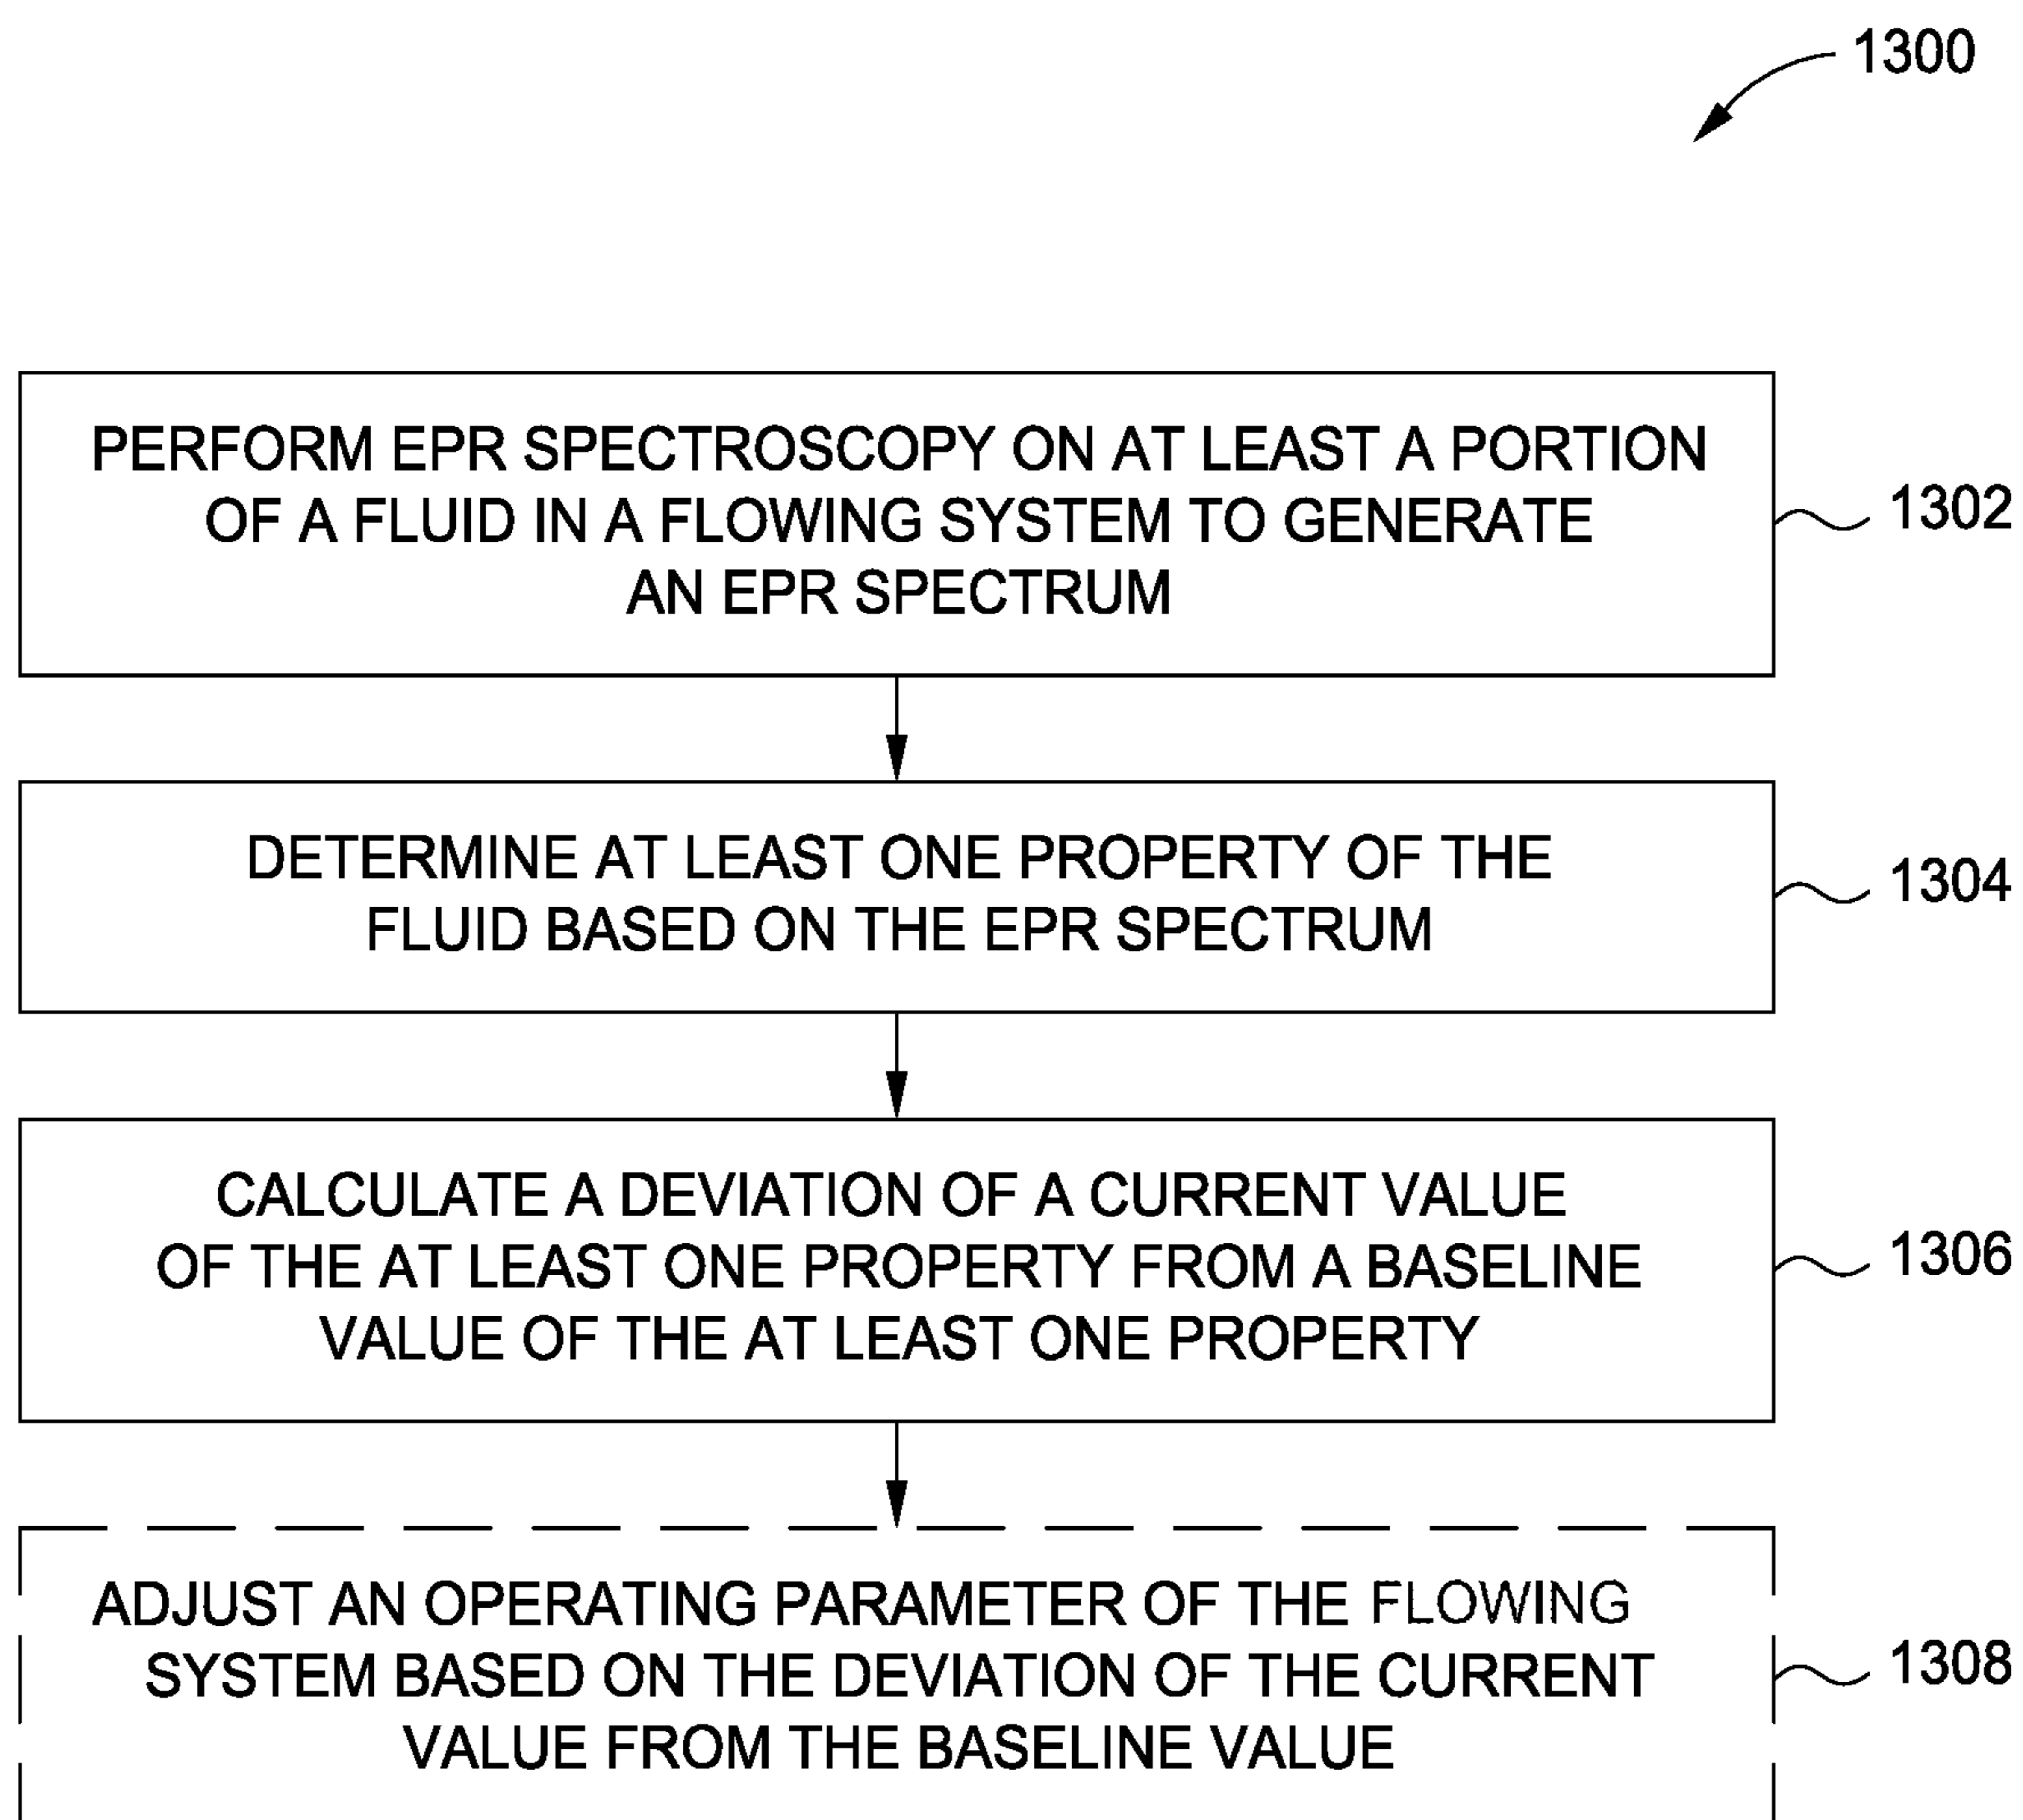 1300
PERFORM EPR SPECTROSCOPY ON AT LEAST A PORTION
OF A FLUID IN A FLOWING SYSTEM TO GENERATE
AN EPR SPECTRUM
1302
DETERMINE AT LEAST ONE PROPERTY OF THE
FLUID BASED ON THE EPR SPECTRUM
1304
CALCULATE A DEVIATION OF A CURRENT VALUE
OF THE AT LEAST ONE PROPERTY FROM A BASELINE
VALUE OF THE AT LEAST ONE PROPERTY
1306
ADJUST AN OPERATING PARAMETER OF THE FLOWING
SYSTEM BASED ON THE DEVIATION OF THE CURRENT
VALUE FROM THE BASELINE VALUE
1308